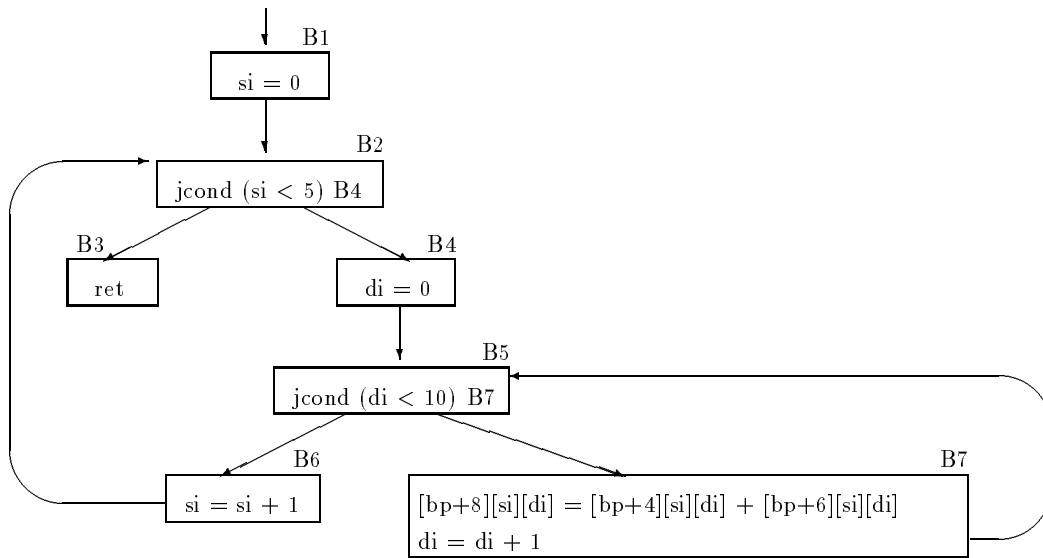 B1
si = 0
B2
jcond (si < 5) B4
B3
ret
B4
di = 0
B5
jcond (di < 10) B7
B6
si = si + 1
B7
[bp+8][si][di] = [bp+4][si][di] + [bp+6][si][di]
di = di + 1